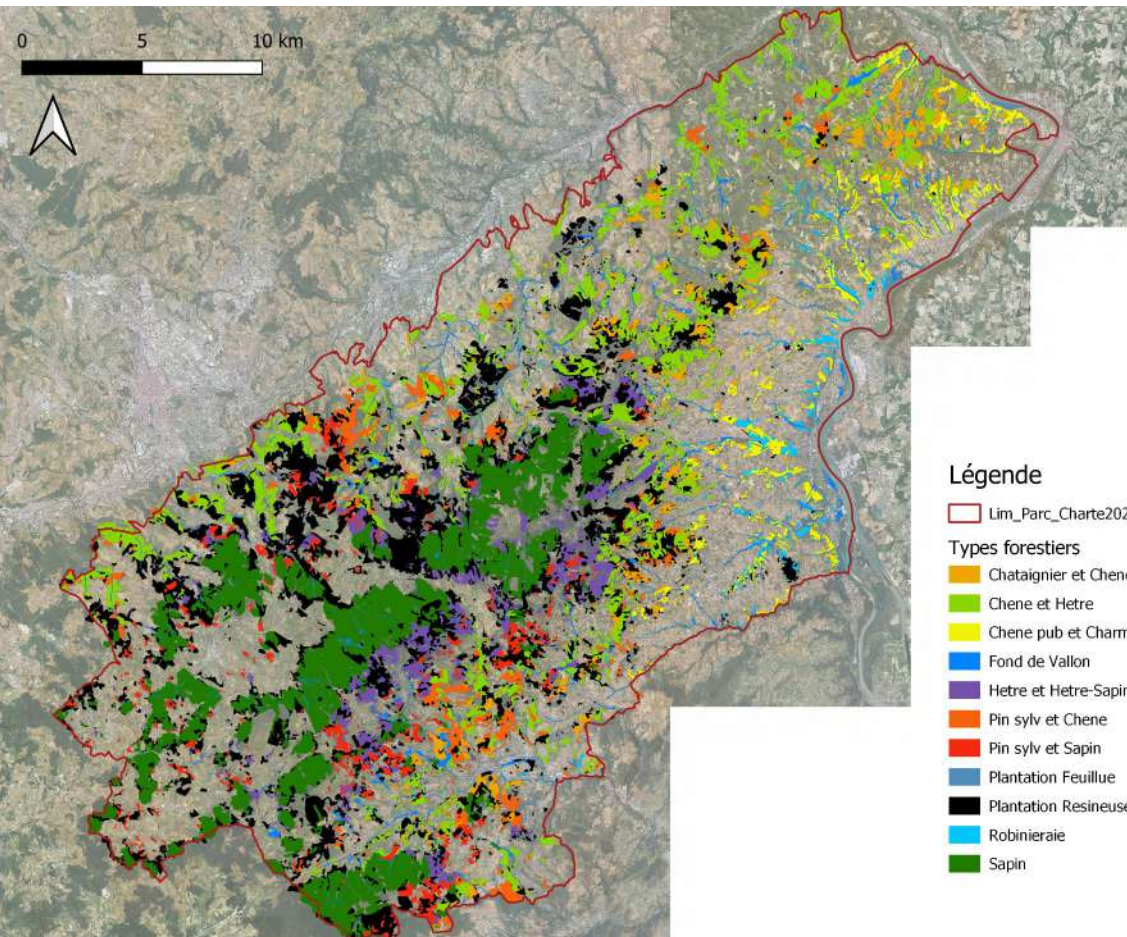 0 5 10 km
Légende
Lim_Parc_Charte202
Types forestiers
Chataignier et Chene
Chene et Hetre
Chene pub et Charm
Fond de Vallon
Hetre et Hetre-Sapin
Pin sylv et Chene
Pin sylv et Sapin
Plantation Feuillue
Plantation Resineuse
Robinieraie
Sapin